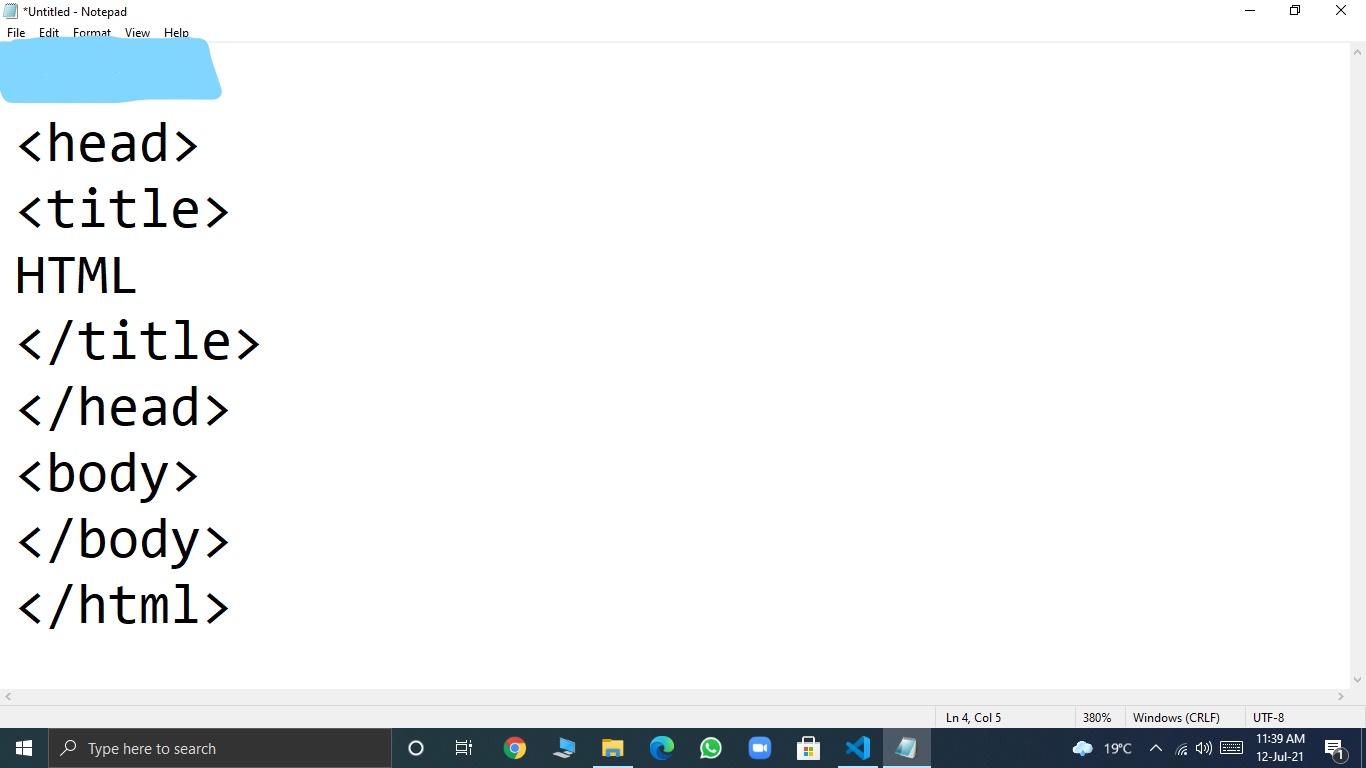 *Untitled - Notepad
File Edit Format View Help
<head>
<title>
HTML
</title>
</head>
<body>
</body>
</html>
Ln 4, Col 5 380% Windows (CRLF) UTF-8
Type here to search 19°C 11:39 AM
12-Jul-21 1